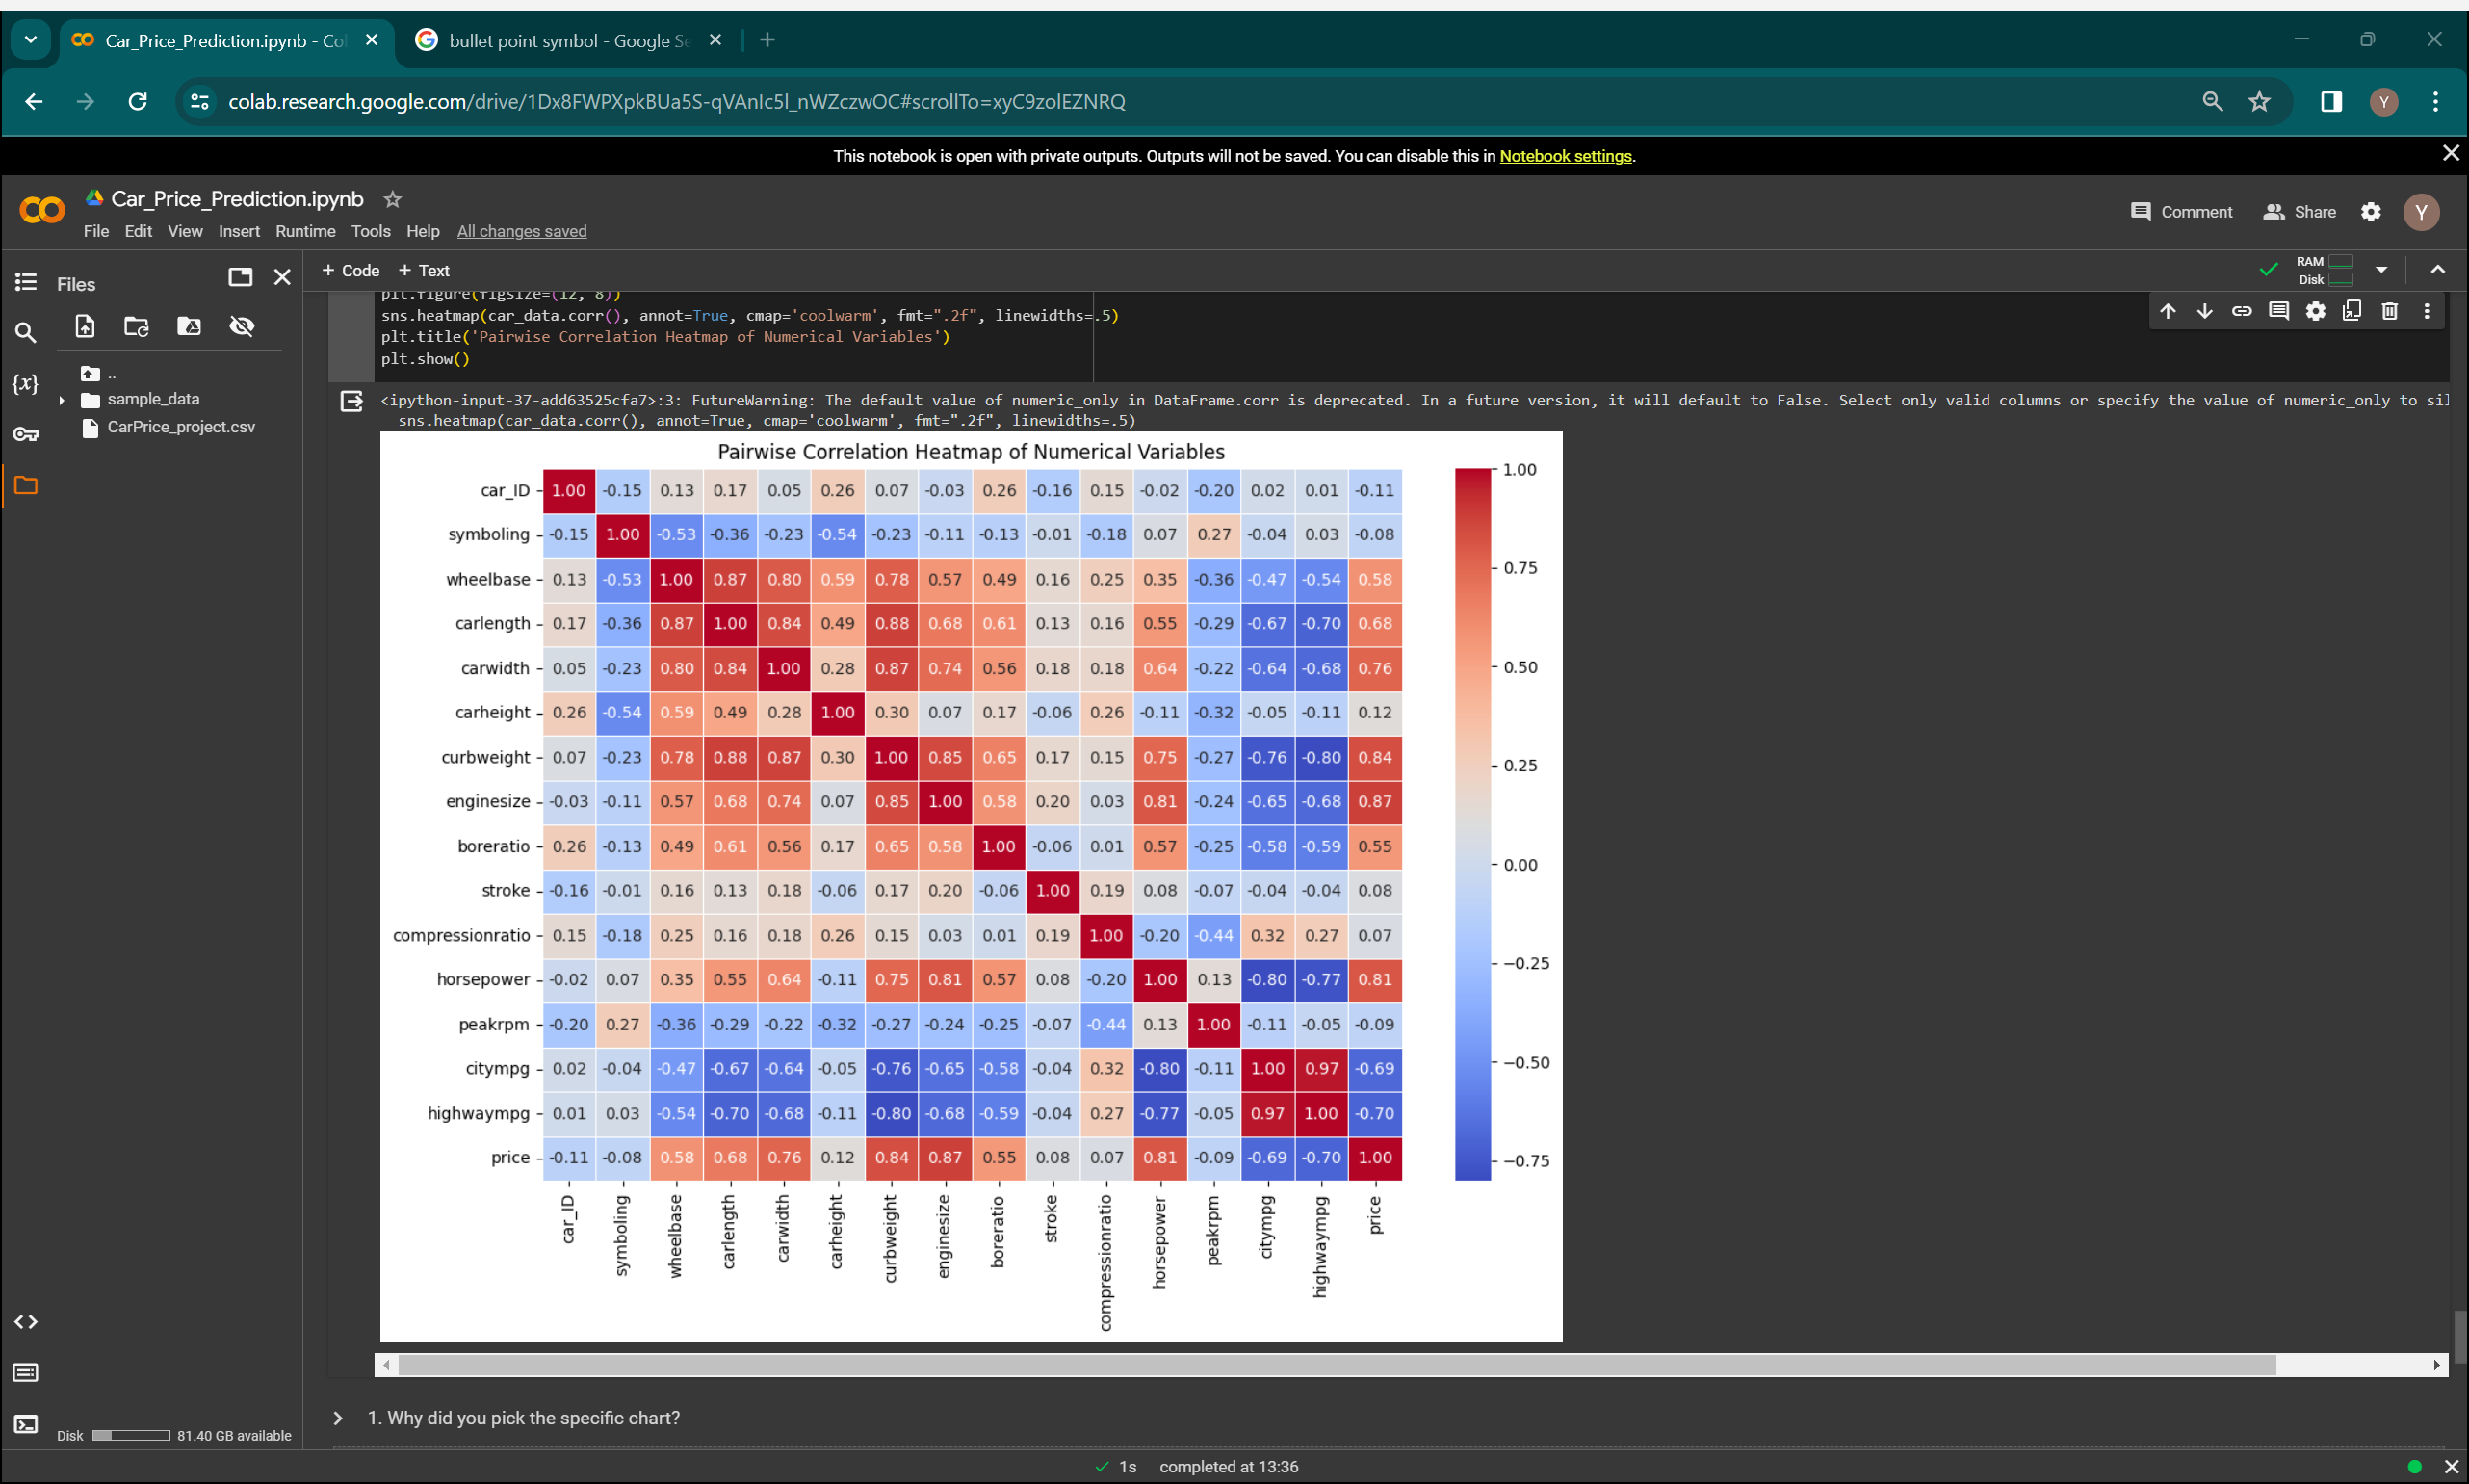 Car_Price_Prediction.ipynb - Col
bullet point symbol - Google Se
colab.research.google.com/drive/1Dx8FWPXpkBUa5S-qVAnIc5l_nWZczwOC#scrollTo=xyC9zolEZNRQ
Y
This notebook is open with private outputs. Outputs will not be saved. You can disable this in Notebook settings.
Car_Price_Prediction.ipynb
Comment
Share
Y
File Edit View Insert Runtime Tools Help All changes saved
Files
+ Code + Text
RAM
Disk
plt.figure(figsize=(12, 8))
sns.heatmap(car_data.corr(), annot=True, cmap='coolwarm', fmt=".2f", linewidths=.5)
plt.title('Pairwise Correlation Heatmap of Numerical Variables')
plt.show()
{x}
..
sample_data
CarPrice_project.csv
<ipython-input-37-add63525cfa7>:3: FutureWarning: The default value of numeric_only in DataFrame.corr is deprecated. In a future version, it will default to False. Select only valid columns or specify the value of numeric_only to sil
sns.heatmap(car_data.corr(), annot=True, cmap='coolwarm', fmt=".2f", linewidths=.5)
Pairwise Correlation Heatmap of Numerical Variables
car_ID 1.00 -0.15 0.13 0.17 0.05 0.26 0.07 -0.03 0.26 -0.16 0.15 -0.02 -0.20 0.02 0.01 -0.11
symboling -0.15 1.00 -0.53 -0.36 -0.23 -0.54 -0.23 -0.11 -0.13 -0.01 -0.18 0.07 0.27 -0.04 0.03 -0.08
wheelbase 0.13 -0.53 1.00 0.87 0.80 0.59 0.78 0.57 0.49 0.16 0.25 0.35 -0.36 -0.47 -0.54 0.58
carlength 0.17 -0.36 0.87 1.00 0.84 0.49 0.88 0.68 0.61 0.13 0.16 0.55 -0.29 -0.67 -0.70 0.68
carwidth 0.05 -0.23 0.80 0.84 1.00 0.28 0.87 0.74 0.56 0.18 0.18 0.64 -0.22 -0.64 -0.68 0.76
carheight 0.26 -0.54 0.59 0.49 0.28 1.00 0.30 0.07 0.17 -0.06 0.26 -0.11 -0.32 -0.05 -0.11 0.12
curbweight 0.07 -0.23 0.78 0.88 0.87 0.30 1.00 0.85 0.65 0.17 0.15 0.75 -0.27 -0.76 -0.80 0.84
enginesize -0.03 -0.11 0.57 0.68 0.74 0.07 0.85 1.00 0.58 0.20 0.03 0.81 -0.24 -0.65 -0.68 0.87
boreratio 0.26 -0.13 0.49 0.61 0.56 0.17 0.65 0.58 1.00 -0.06 0.01 0.57 -0.25 -0.58 -0.59 0.55
stroke -0.16 -0.01 0.16 0.13 0.18 -0.06 0.17 0.20 -0.06 1.00 0.19 0.08 -0.07 -0.04 -0.04 0.08
compressionratio 0.15 -0.18 0.25 0.16 0.18 0.26 0.15 0.03 0.01 0.19 1.00 -0.20 -0.44 0.32 0.27 0.07
horsepower -0.02 0.07 0.35 0.55 0.64 -0.11 0.75 0.81 0.57 0.08 -0.20 1.00 0.13 -0.80 -0.77 0.81
peakrpm -0.20 0.27 -0.36 -0.29 -0.22 -0.32 -0.27 -0.24 -0.25 -0.07 -0.44 0.13 1.00 -0.11 -0.05 -0.09
citympg 0.02 -0.04 -0.47 -0.67 -0.64 -0.05 -0.76 -0.65 -0.58 -0.04 0.32 -0.80 -0.11 1.00 0.97 -0.69
highwaympg 0.01 0.03 -0.54 -0.70 -0.68 -0.11 -0.80 -0.68 -0.59 -0.04 0.27 -0.77 -0.05 0.97 1.00 -0.70
price -0.11 -0.08 0.58 0.68 0.76 0.12 0.84 0.87 0.55 0.08 0.07 0.81 -0.09 -0.69 -0.70 1.00
car_ID symboling wheelbase carlength carwidth carheight curbweight enginesize boreratio stroke compressionratio horsepower peakrpm citympg highwaympg price
1.00
0.75
0.50
0.25
0.00
−0.25
−0.50
−0.75
1. Why did you pick the specific chart?
Disk 81.40 GB available
1s completed at 13:36